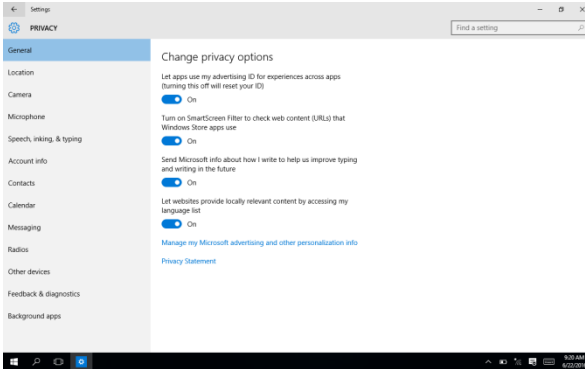 Settings
PRIVACY
Find a setting
General
Location
Camera
Microphone
Speech, inking, & typing
Account info
Contacts
Calendar
Messaging
Radios
Other devices
Feedback & diagnostics
Background apps
Change privacy options
Let apps use my advertising ID for experiences across apps
(turning this off will reset your ID)
On
Turn on SmartScreen Filter to check web content (URLs) that
Windows Store apps use
On
Send Microsoft info about how I write to help us improve typing
and writing in the future
On
Let websites provide locally relevant content by accessing my
language list
On
Manage my Microsoft advertising and other personalization info
Privacy Statement
9:20 AM